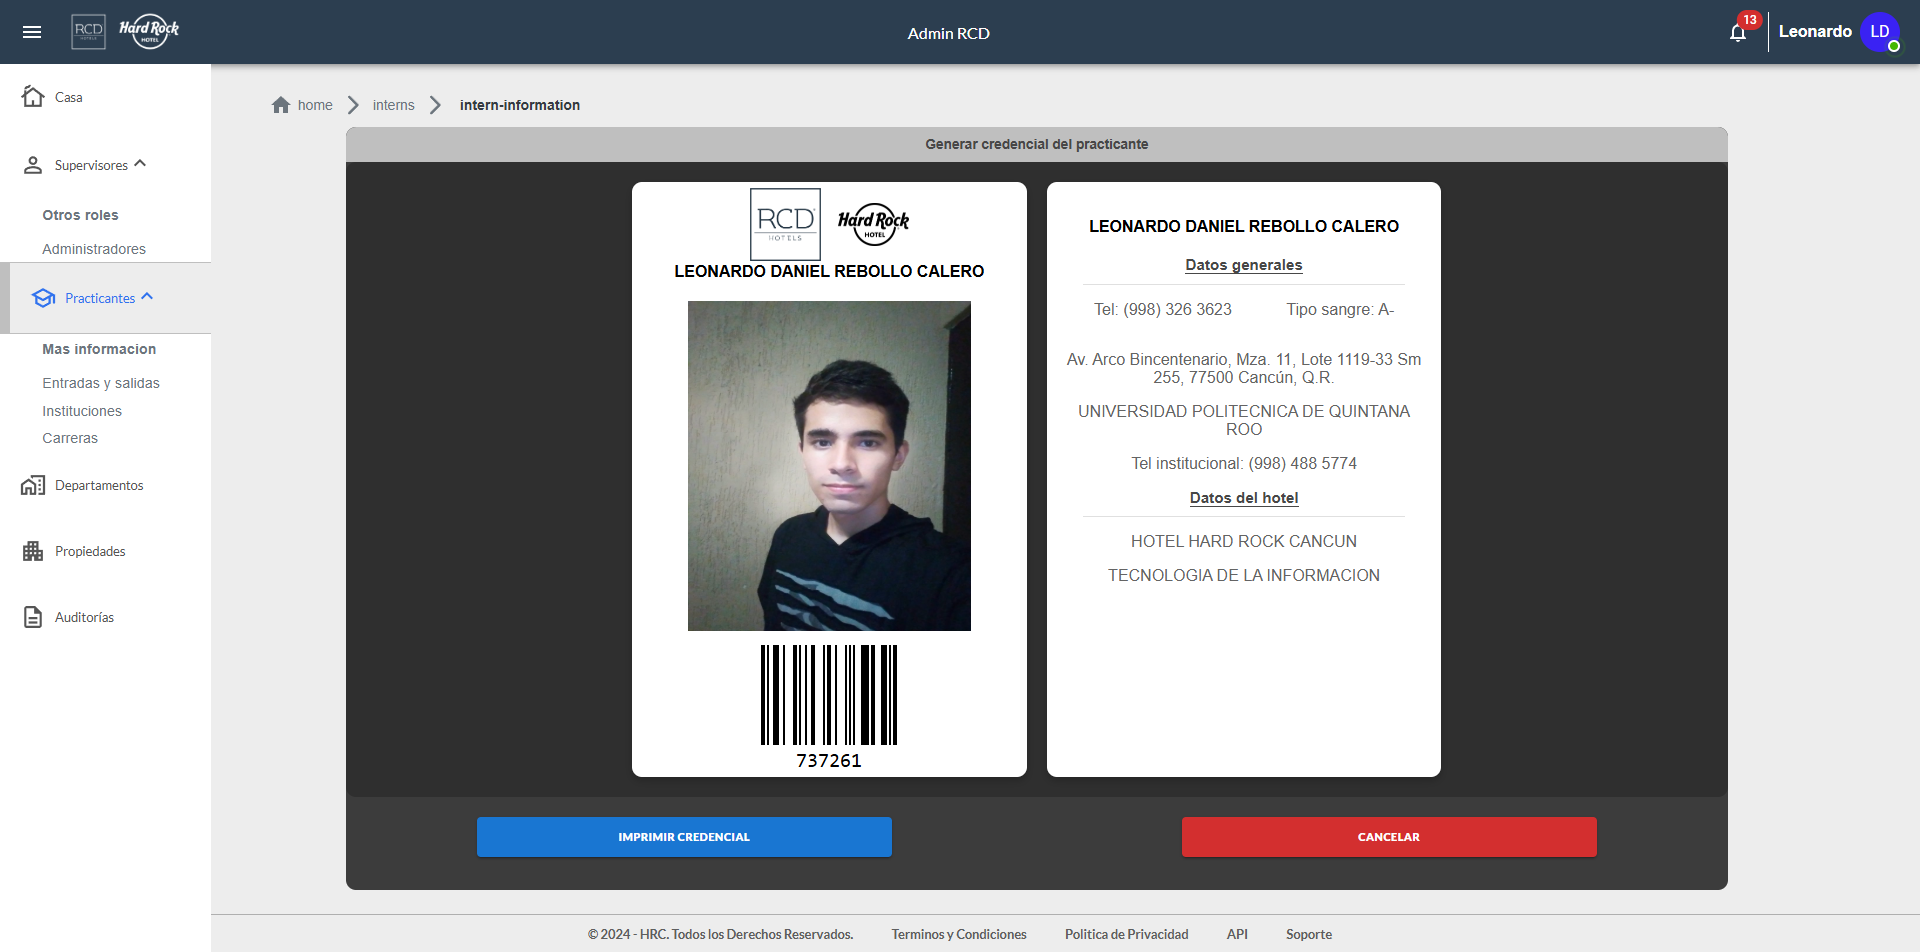 RCD
HOTELS
Hard Rock
HOTEL
Admin RCD
13
Leonardo
LD
Casa
Supervisores
Otros roles
Administradores
Practicantes
Mas informacion
Entradas y salidas
Instituciones
Carreras
Departamentos
Propiedades
Auditorías
home
interns
intern-information
Generar credencial del practicante
RCD
HOTELS
Hard Rock
HOTEL
LEONARDO DANIEL REBOLLO CALERO
737261
LEONARDO DANIEL REBOLLO CALERO
Datos generales
Tel: (998) 326 3623 Tipo sangre: A-
Av. Arco Bincentenario, Mza. 11, Lote 1119-33 Sm
255, 77500 Cancún, Q.R.
UNIVERSIDAD POLITECNICA DE QUINTANA
ROO
Tel institucional: (998) 488 5774
Datos del hotel
HOTEL HARD ROCK CANCUN
TECNOLOGIA DE LA INFORMACION
IMPRIMIR CREDENCIAL
CANCELAR
© 2024 - HRC. Todos los Derechos Reservados. Terminos y Condiciones Politica de Privacidad API Soporte